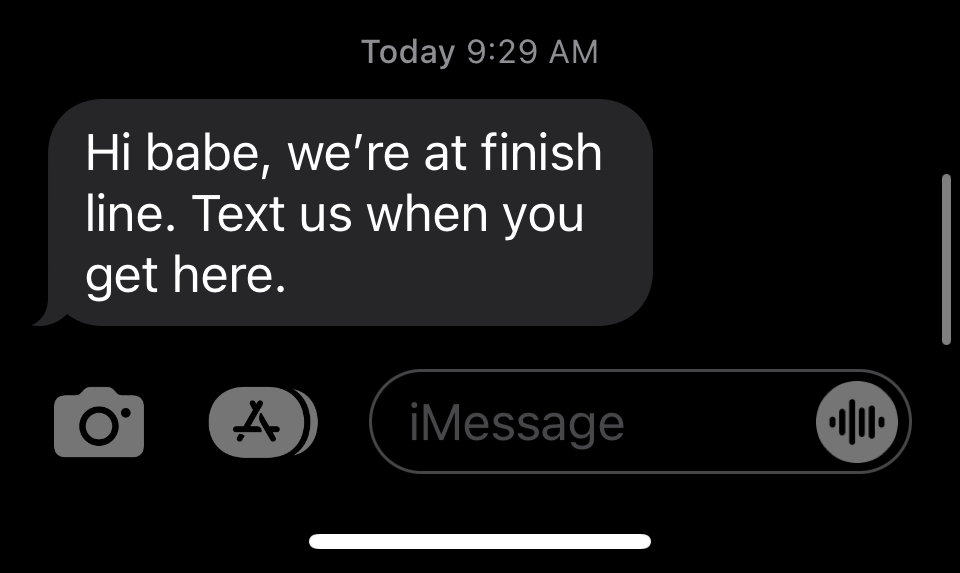 Today 9:29 AM
Hi babe, we’re at finish
line. Text us when you
get here.
iMessage